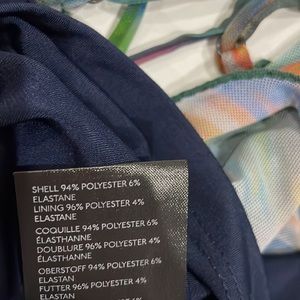 SHELL 94% POLYESTER 6%
ELASTANE
LINING 96% POLYESTER 4%
ELASTANE
COQUILLE 94% POLYESTER 6%
ÉLASTHANNE
DOUBLURE 96% POLYESTER 4%
ÉLASTHANNE
OBERSTOFF 94% POLYESTER 6%
ELASTAN
FUTTER 96% POLYESTER 4%
ELASTAN